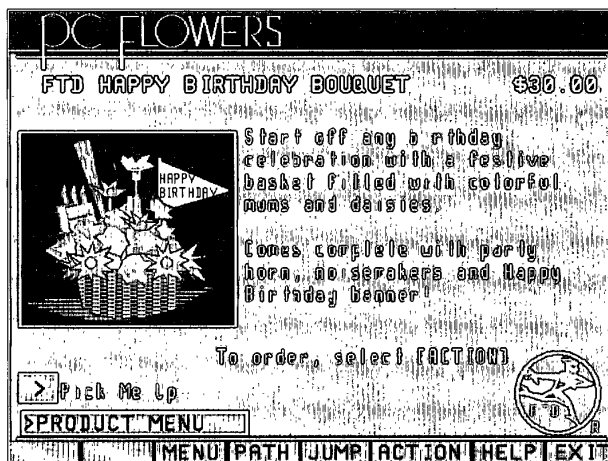 PC FLOWERS
FTD HAPPY BIRTHDAY BOUQUET $30.00
HAPPY
BIRTHDAY
Start off any birthday
celebration with a festive
basket filled with colorful
mums and daisies.
Comes complete with party
horn, noisemakers and Happy
Birthday banner!
To order, select [ACTION]
> Pick Me Up
>PRODUCT MENU
F D R
MENU PATH JUMP ACTION HELP EXIT